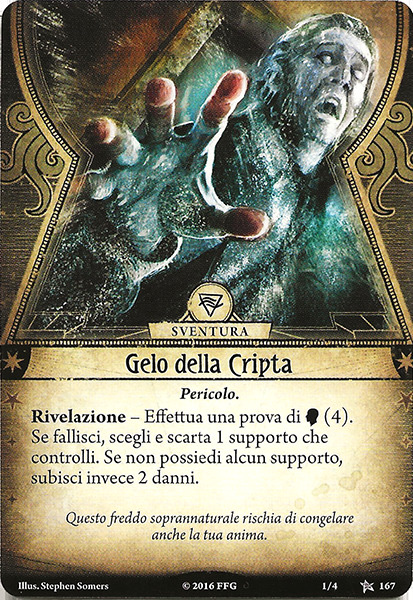 SVENTURA
Gelo della Cripta
Pericolo.
Rivelazione – Effettua una prova di (4).
Se fallisci, scegli e scarta 1 supporto che
controlli. Se non possiedi alcun supporto,
subisci invece 2 danni.
Questo freddo soprannaturale rischia di congelare
anche la tua anima.
Illus. Stephen Somers © 2016 FFG 1/4 167